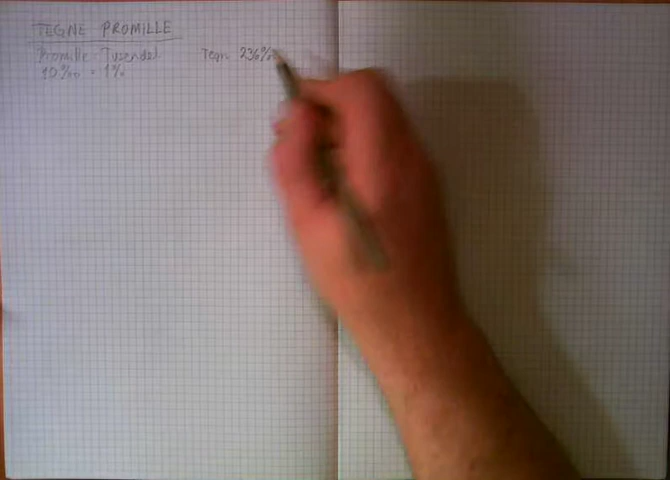 TEGNE PROMILLE
Promille = Tusendel
10‰ = 1%
Tegn 236‰